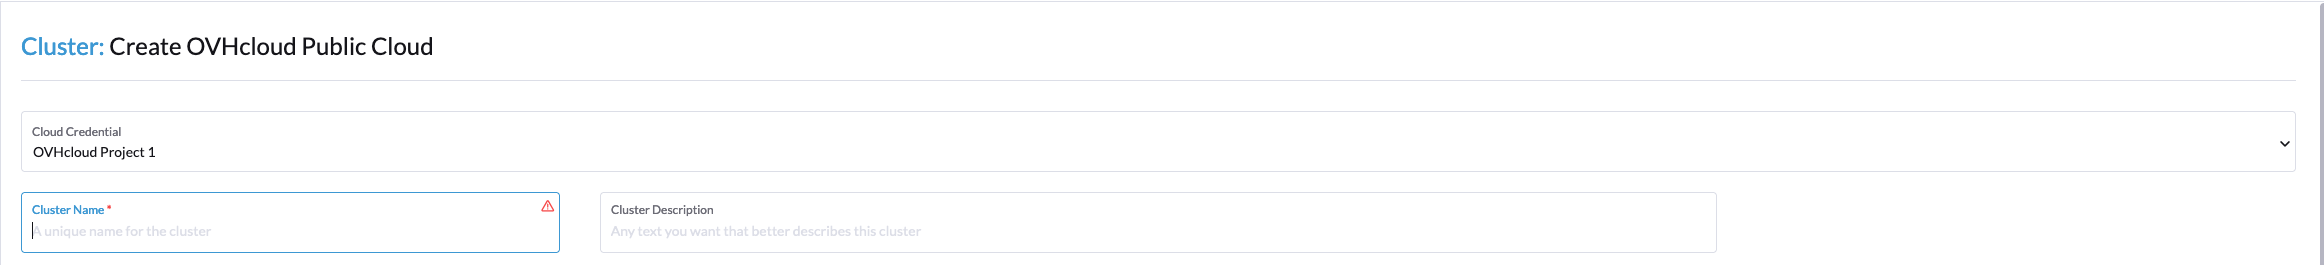 Cluster: Create OVHcloud Public Cloud
Cloud Credential
OVHcloud Project 1
Cluster Name *
A unique name for the cluster
Cluster Description
Any text you want that better describes this cluster